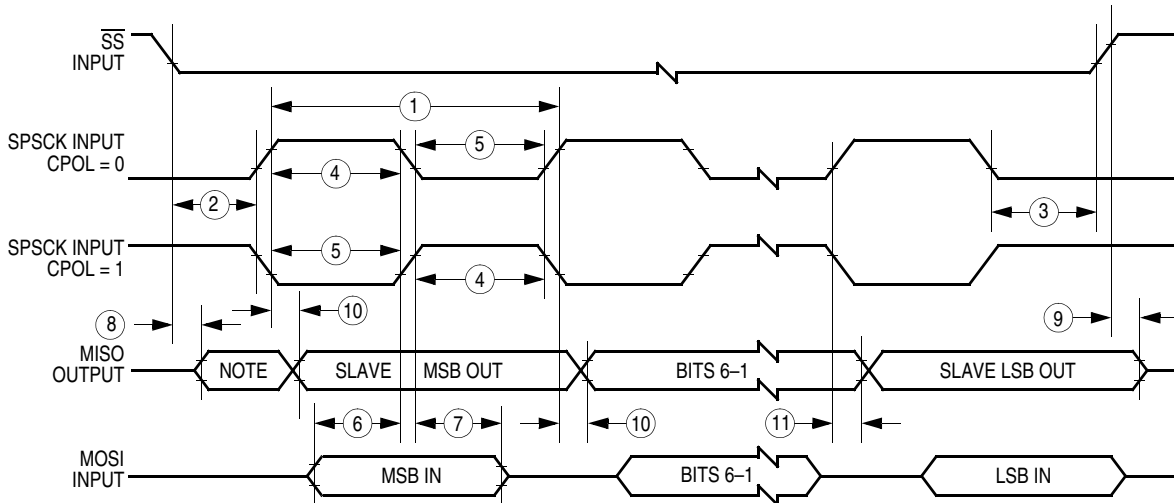 SS
INPUT
1
SPSCK INPUT
CPOL = 0
5
4
2
3
SPSCK INPUT
CPOL = 1
5
4
8
10
9
MISO
OUTPUT
NOTE
SLAVE
MSB OUT
BITS 6–1
SLAVE LSB OUT
6
7
10
11
MOSI
INPUT
MSB IN
BITS 6–1
LSB IN